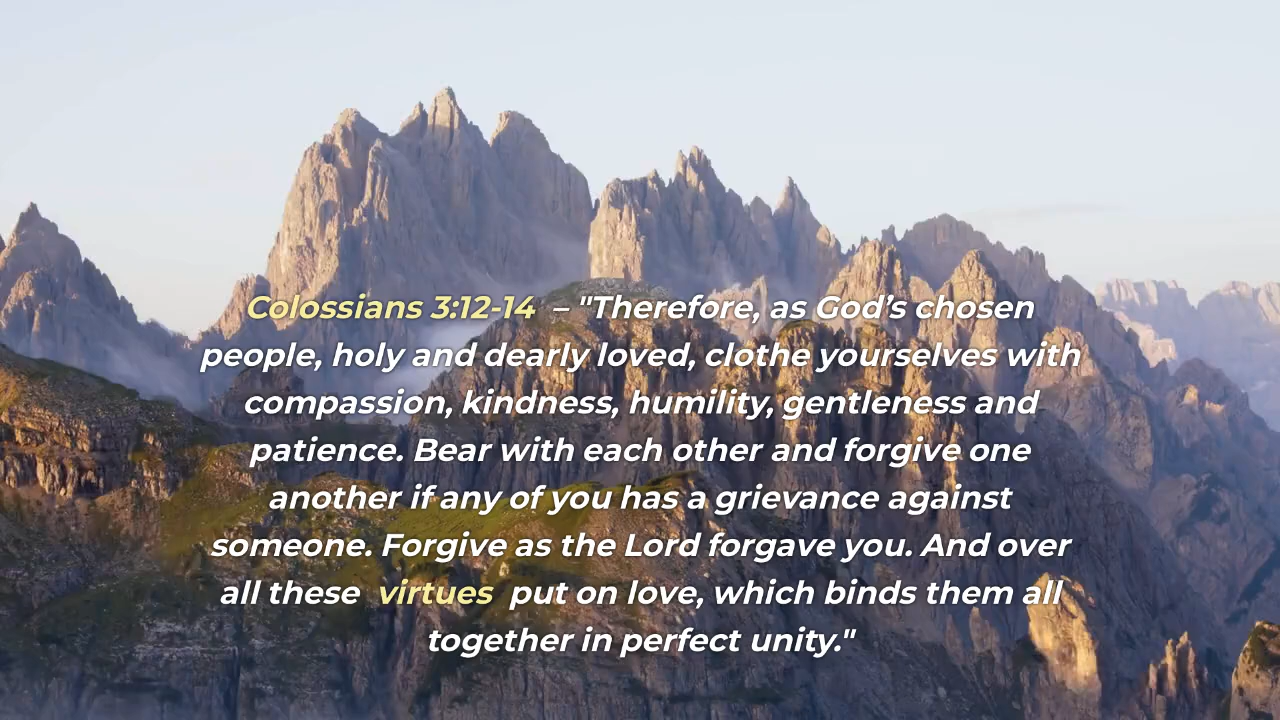 Colossians 3:12-14 – "Therefore, as God’s chosen
people, holy and dearly loved, clothe yourselves with
compassion, kindness, humility, gentleness and
patience. Bear with each other and forgive one
another if any of you has a grievance against
someone. Forgive as the Lord forgave you. And over
all these virtues put on love, which binds them all
together in perfect unity."